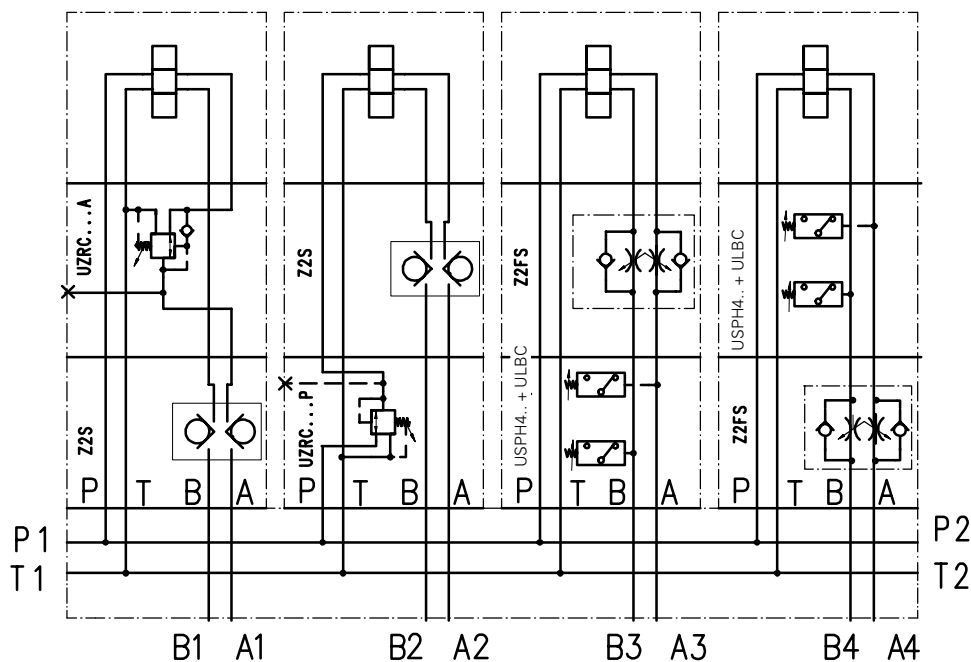 UZRC...A
Z2S
Z2S
UZRC...P
Z2FS
USPH4.. + ULBC
USPH4.. + ULBC
Z2FS
P T B A
P T B A
P T B A
P T B A
P1
P2
T1
T2
B1 A1
B2 A2
B3 A3
B4 A4